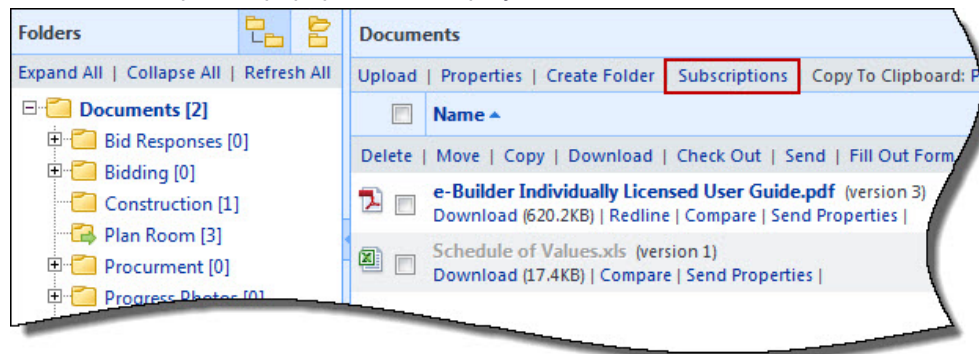 Folders
Expand All | Collapse All | Refresh All
Documents [2]
Bid Responses [0]
Bidding [0]
Construction [1]
Plan Room [3]
Procurment [0]
Progress Photos [0]
Documents
Upload | Properties | Create Folder Subscriptions Copy To Clipboard:
Name
Delete | Move | Copy | Download | Check Out | Send | Fill Out Form
e-Builder Individually Licensed User Guide.pdf (version 3)
Download (620.2KB) | Redline | Compare | Send Properties |
Schedule of Values.xls (version 1)
Download (17.4KB) | Compare | Send Properties |